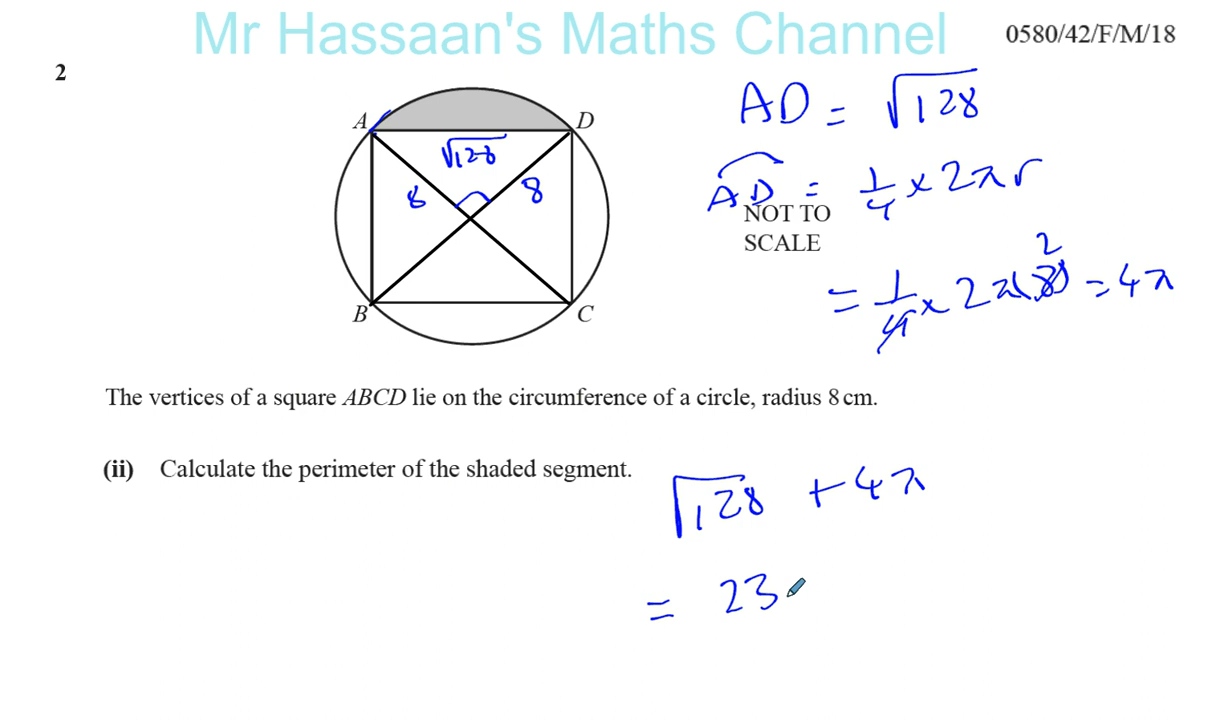 Mr Hassaan's Maths Channel
0580/42/F/M/18
2
A
D
√128
8
8
B
C
AD = √128
AD = 1/4 × 2πr
NOT TO
SCALE
= 1/4 × 2π(8) 2 = 4π
The vertices of a square ABCD lie on the circumference of a circle, radius 8 cm.
(ii) Calculate the perimeter of the shaded segment.
√128 + 4π
= 23